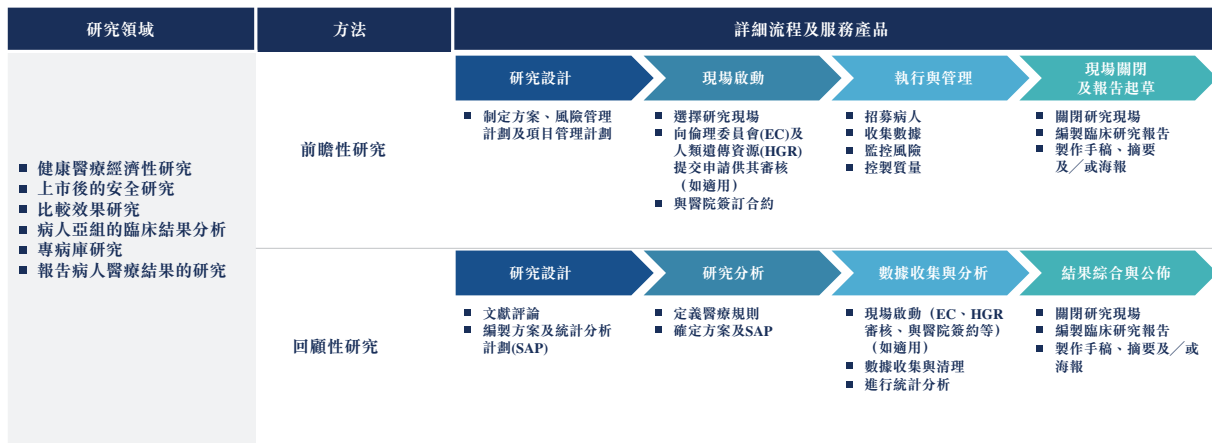 研究領域
方法
詳細流程及服務產品
■ 健康醫療經濟性研究
■ 上市後的安全研究
■ 比較效果研究
■ 病人亞組的臨床結果分析
■ 專病庫研究
■ 報告病人醫療結果的研究
前瞻性研究
研究設計
■ 制定方案、風險管理
計劃及項目管理計劃
現場啟動
■ 選擇研究現場
■ 向倫理委員會(EC)及
人類遺傳資源(HGR)
提交申請供其審核
（如適用）
■ 與醫院簽訂合約
執行與管理
■ 招募病人
■ 收集數據
■ 監控風險
■ 控製質量
現場關閉
及報告起草
■ 關閉研究現場
■ 編製臨床研究報告
■ 製作手稿、摘要
及／或海報
回顧性研究
研究設計
■ 文獻評論
■ 編製方案及統計分析
計劃(SAP)
研究分析
■ 定義醫療規則
■ 確定方案及SAP
數據收集與分析
■ 現場啟動（EC、HGR
審核、與醫院簽約等）
（如適用）
■ 數據收集與清理
■ 進行統計分析
結果綜合與公佈
■ 關閉研究現場
■ 編製臨床研究報告
■ 製作手稿、摘要及／或
海報